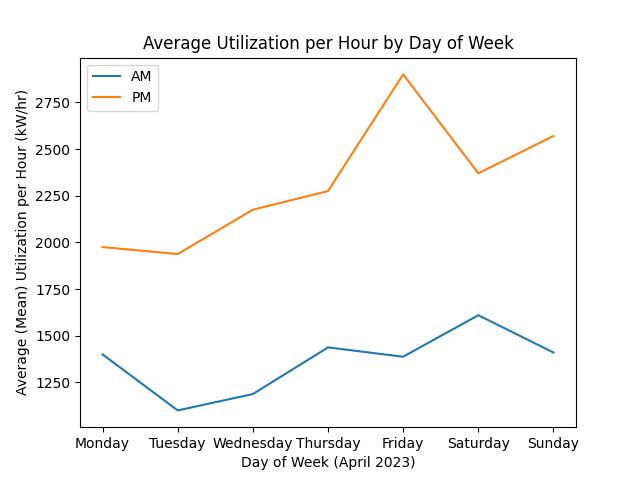 Average Utilization per Hour by Day of Week
AM
PM
Average (Mean) Utilization per Hour (kW/hr)
2750
2500
2250
2000
1750
1500
1250
Monday Tuesday Wednesday Thursday Friday Saturday Sunday
Day of Week (April 2023)